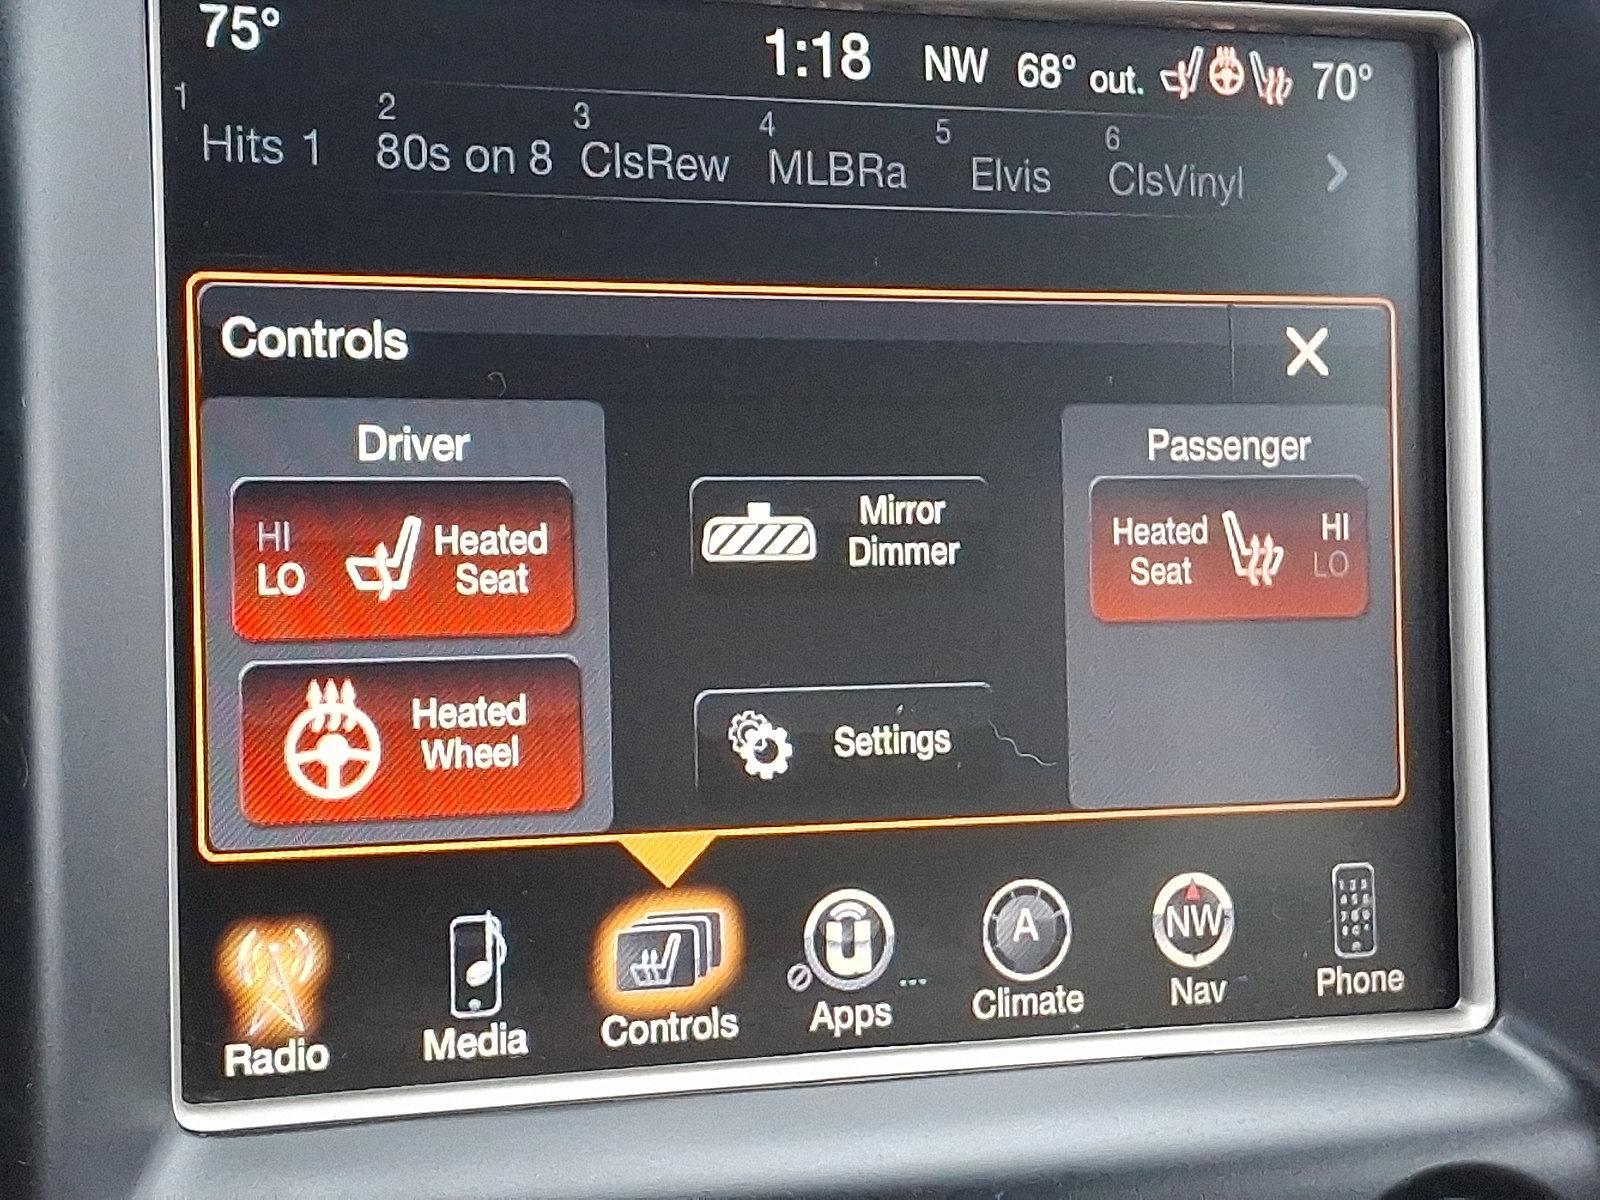 75° 1:18 NW 68° out. 70°
1 2 3 4 5 6
Hits 1 80s on 8 ClsRew MLBRa Elvis ClsVinyl
Controls
Driver
HI
LO
Heated
Seat
Heated
Wheel
Mirror
Dimmer
Settings
Passenger
Heated
Seat
HI
LO
A
NW
Radio Media Controls Apps Climate Nav Phone